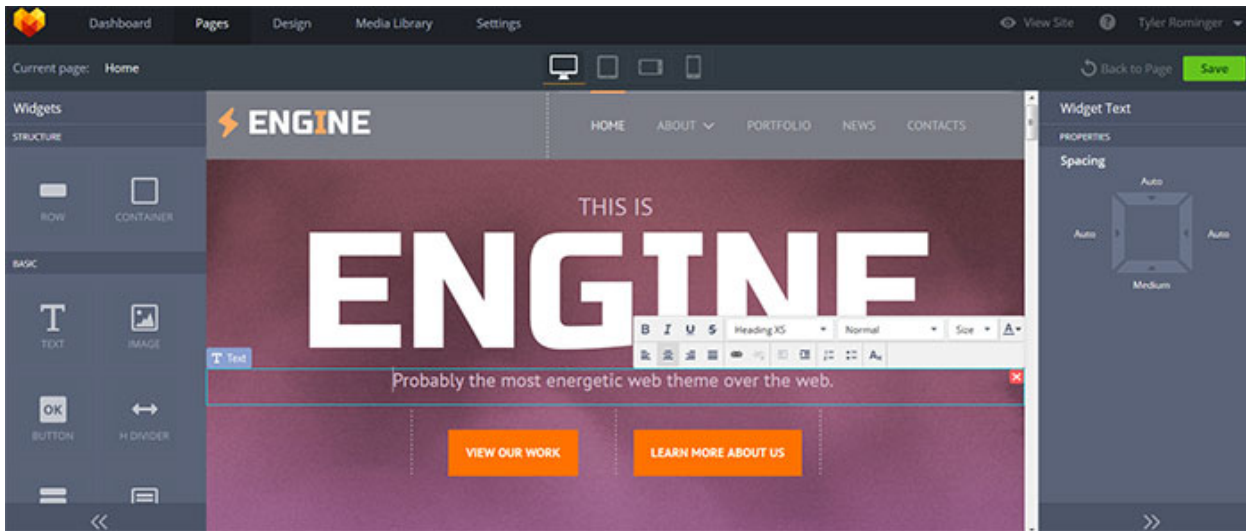 Dashboard Pages Design Media Library Settings View Site ? Tyler Rominger
Current page: Home Back to Page Save
Widgets
STRUCTURE
ROW CONTAINER
BASIC
TEXT IMAGE
OK
BUTTON H DIVIDER
ENGINE HOME ABOUT PORTFOLIO NEWS CONTACTS
THIS IS
ENGINE
B I U S Heading XS Normal Size A
T Text
Probably the most energetic web theme over the web.
VIEW OUR WORK LEARN MORE ABOUT US
Widget Text
PROPERTIES
Spacing
Auto
Auto Auto
Medium